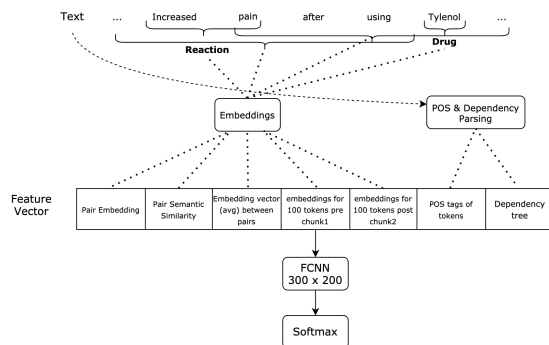 Text ... Increased pain after using Tylenol ...
Reaction Drug
Embeddings
POS & Dependency
Parsing
Feature
Vector
Pair Embedding
Pair Semantic
Similarity
Embedding vector
(avg) between
pairs
embeddings for
100 tokens pre
chunk1
embeddings for
100 tokens post
chunk2
POS tags of
tokens
Dependency
tree
FCNN
300 x 200
Softmax